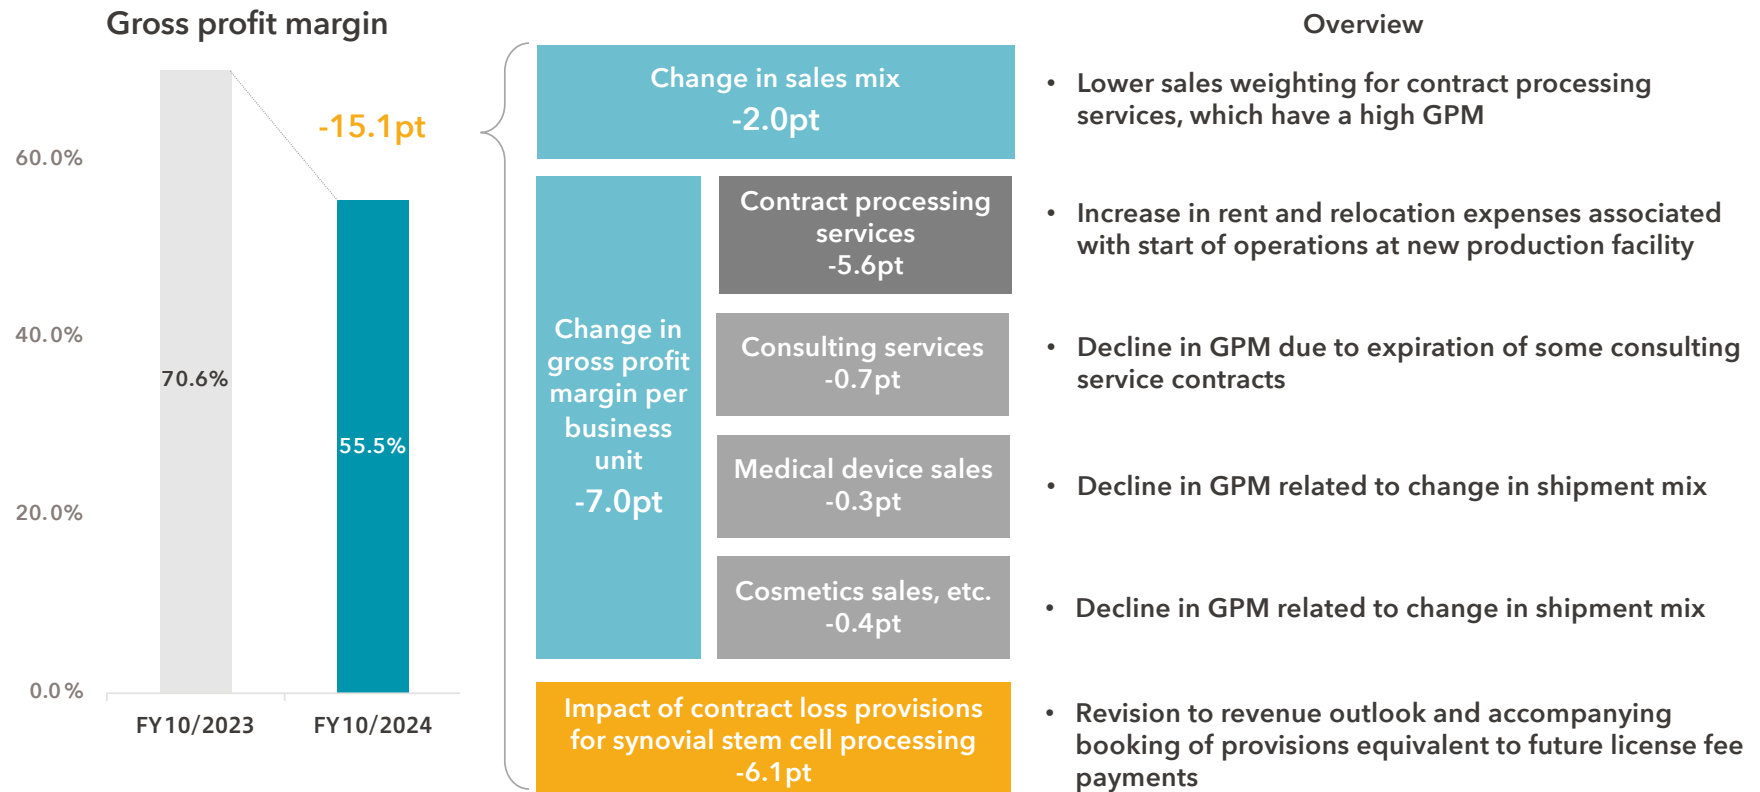 Gross profit margin
-15.1pt
60.0%
40.0%
20.0%
0.0%
70.6%
55.5%
FY10/2023
FY10/2024
Change in sales mix
-2.0pt
Change in
gross profit
margin per
business
unit
-7.0pt
Contract processing
services
-5.6pt
Consulting services
-0.7pt
Medical device sales
-0.3pt
Cosmetics sales, etc.
-0.4pt
Impact of contract loss provisions
for synovial stem cell processing
-6.1pt
Overview
• Lower sales weighting for contract processing
services, which have a high GPM
• Increase in rent and relocation expenses associated
with start of operations at new production facility
• Decline in GPM due to expiration of some consulting
service contracts
• Decline in GPM related to change in shipment mix
• Decline in GPM related to change in shipment mix
• Revision to revenue outlook and accompanying
booking of provisions equivalent to future license fee
payments